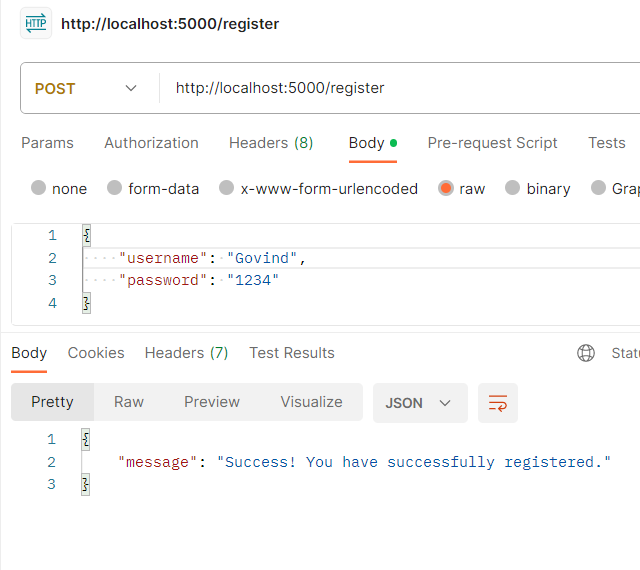 HTTP http://localhost:5000/register
POST http://localhost:5000/register
Params Authorization Headers (8) Body Pre-request Script Tests
none form-data x-www-form-urlencoded raw binary
1 {
2 "username": "Govind",
3 "password": "1234"
4 }
Body Cookies Headers (7) Test Results
Pretty Raw Preview Visualize JSON
1 {
2 "message": "Success! You have successfully registered."
3 }